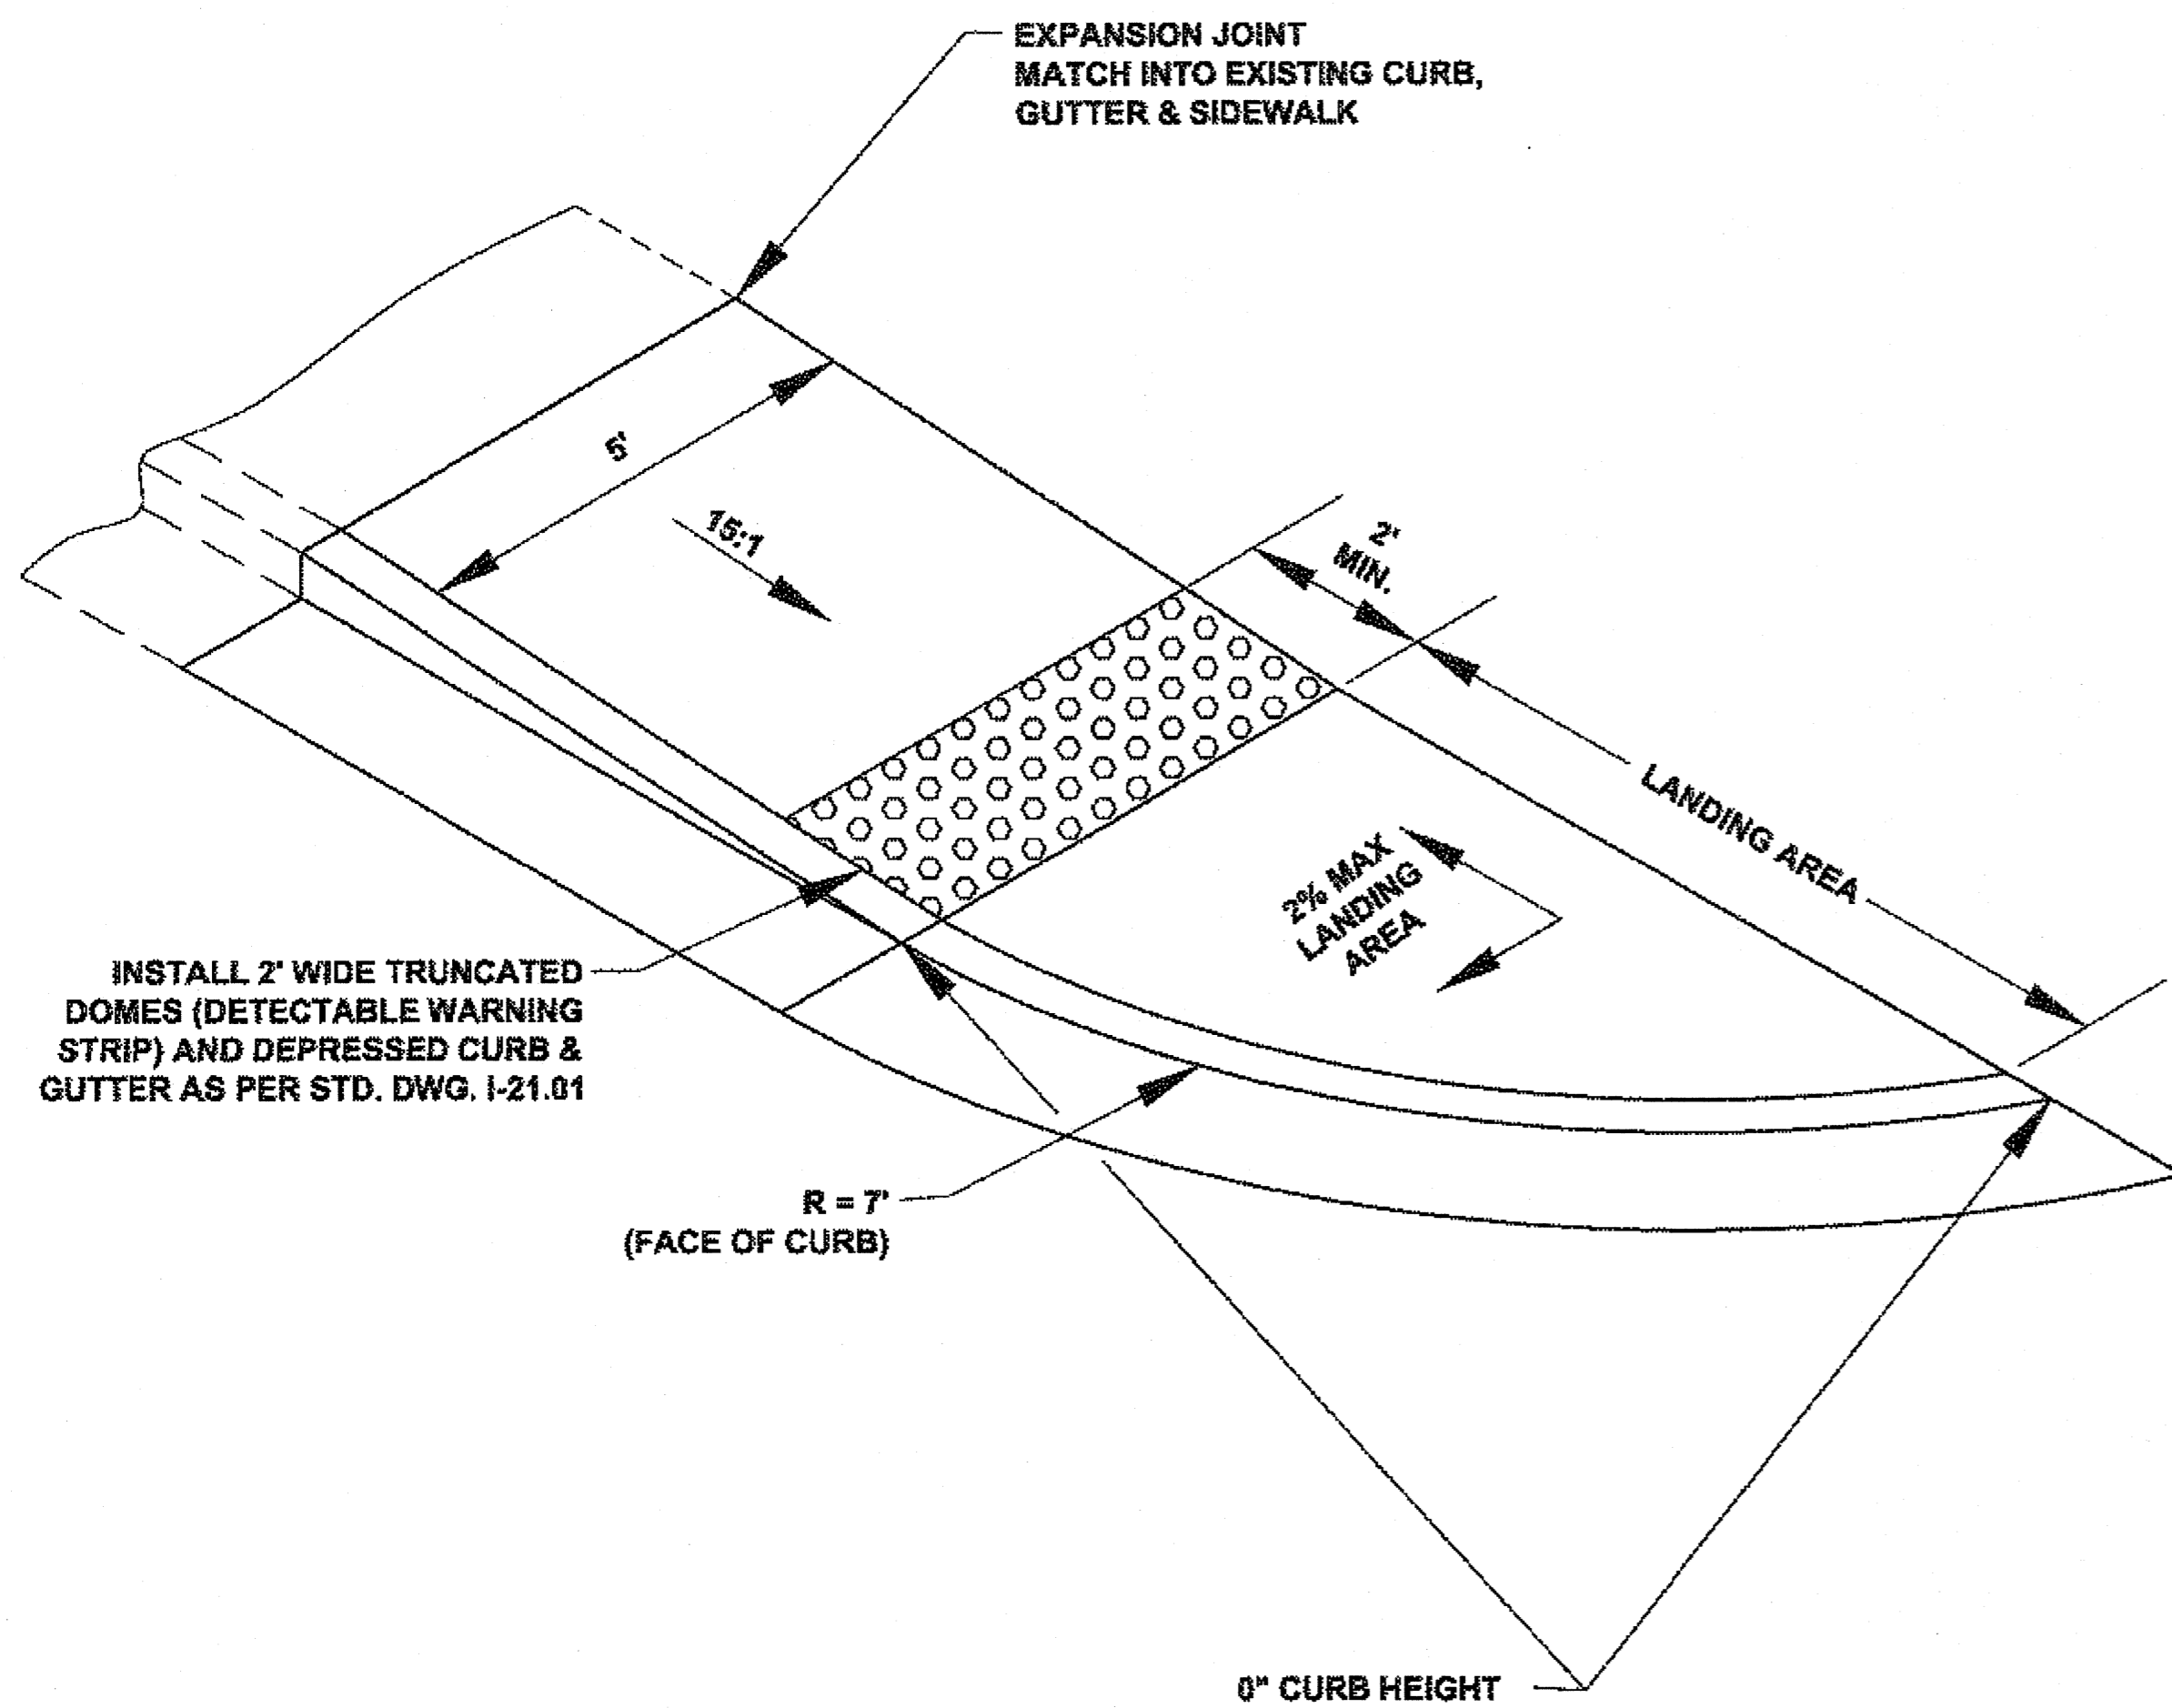 EXPANSION JOINT
MATCH INTO EXISTING CURB,
GUTTER & SIDEWALK
5'
15:1
2'
MIN.
LANDING AREA
2% MAX
LANDING
AREA
INSTALL 2' WIDE TRUNCATED
DOMES (DETECTABLE WARNING
STRIP) AND DEPRESSED CURB &
GUTTER AS PER STD. DWG. I-21.01
R = 7'
(FACE OF CURB)
0" CURB HEIGHT